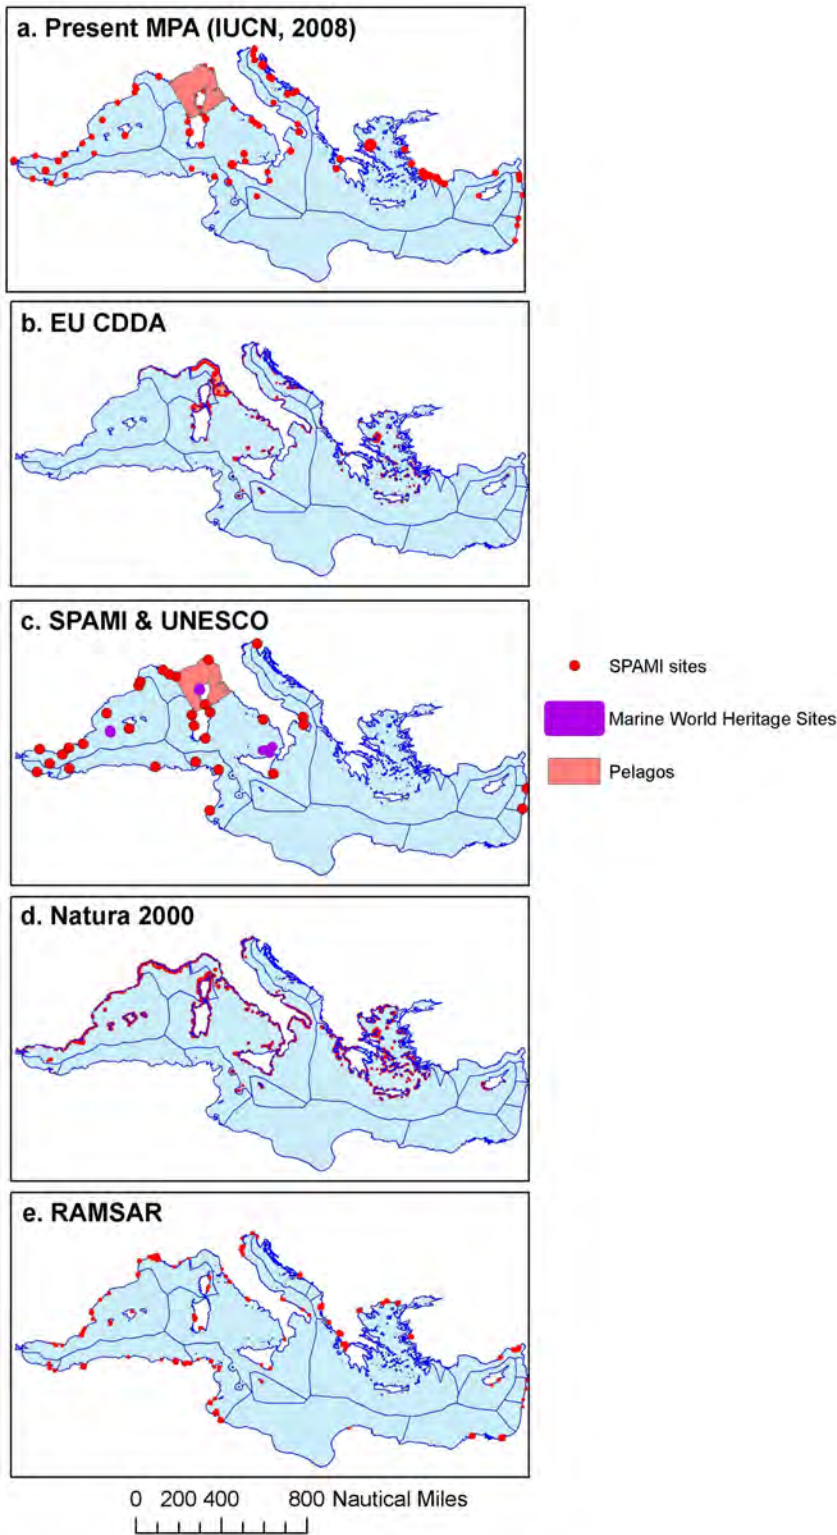 a. Present MPA (IUCN, 2008)
b. EU CDDA
c. SPAMI & UNESCO
SPAMI sites
Marine World Heritage Sites
Pelagos
d. Natura 2000
e. RAMSAR
0 200 400 800 Nautical Miles